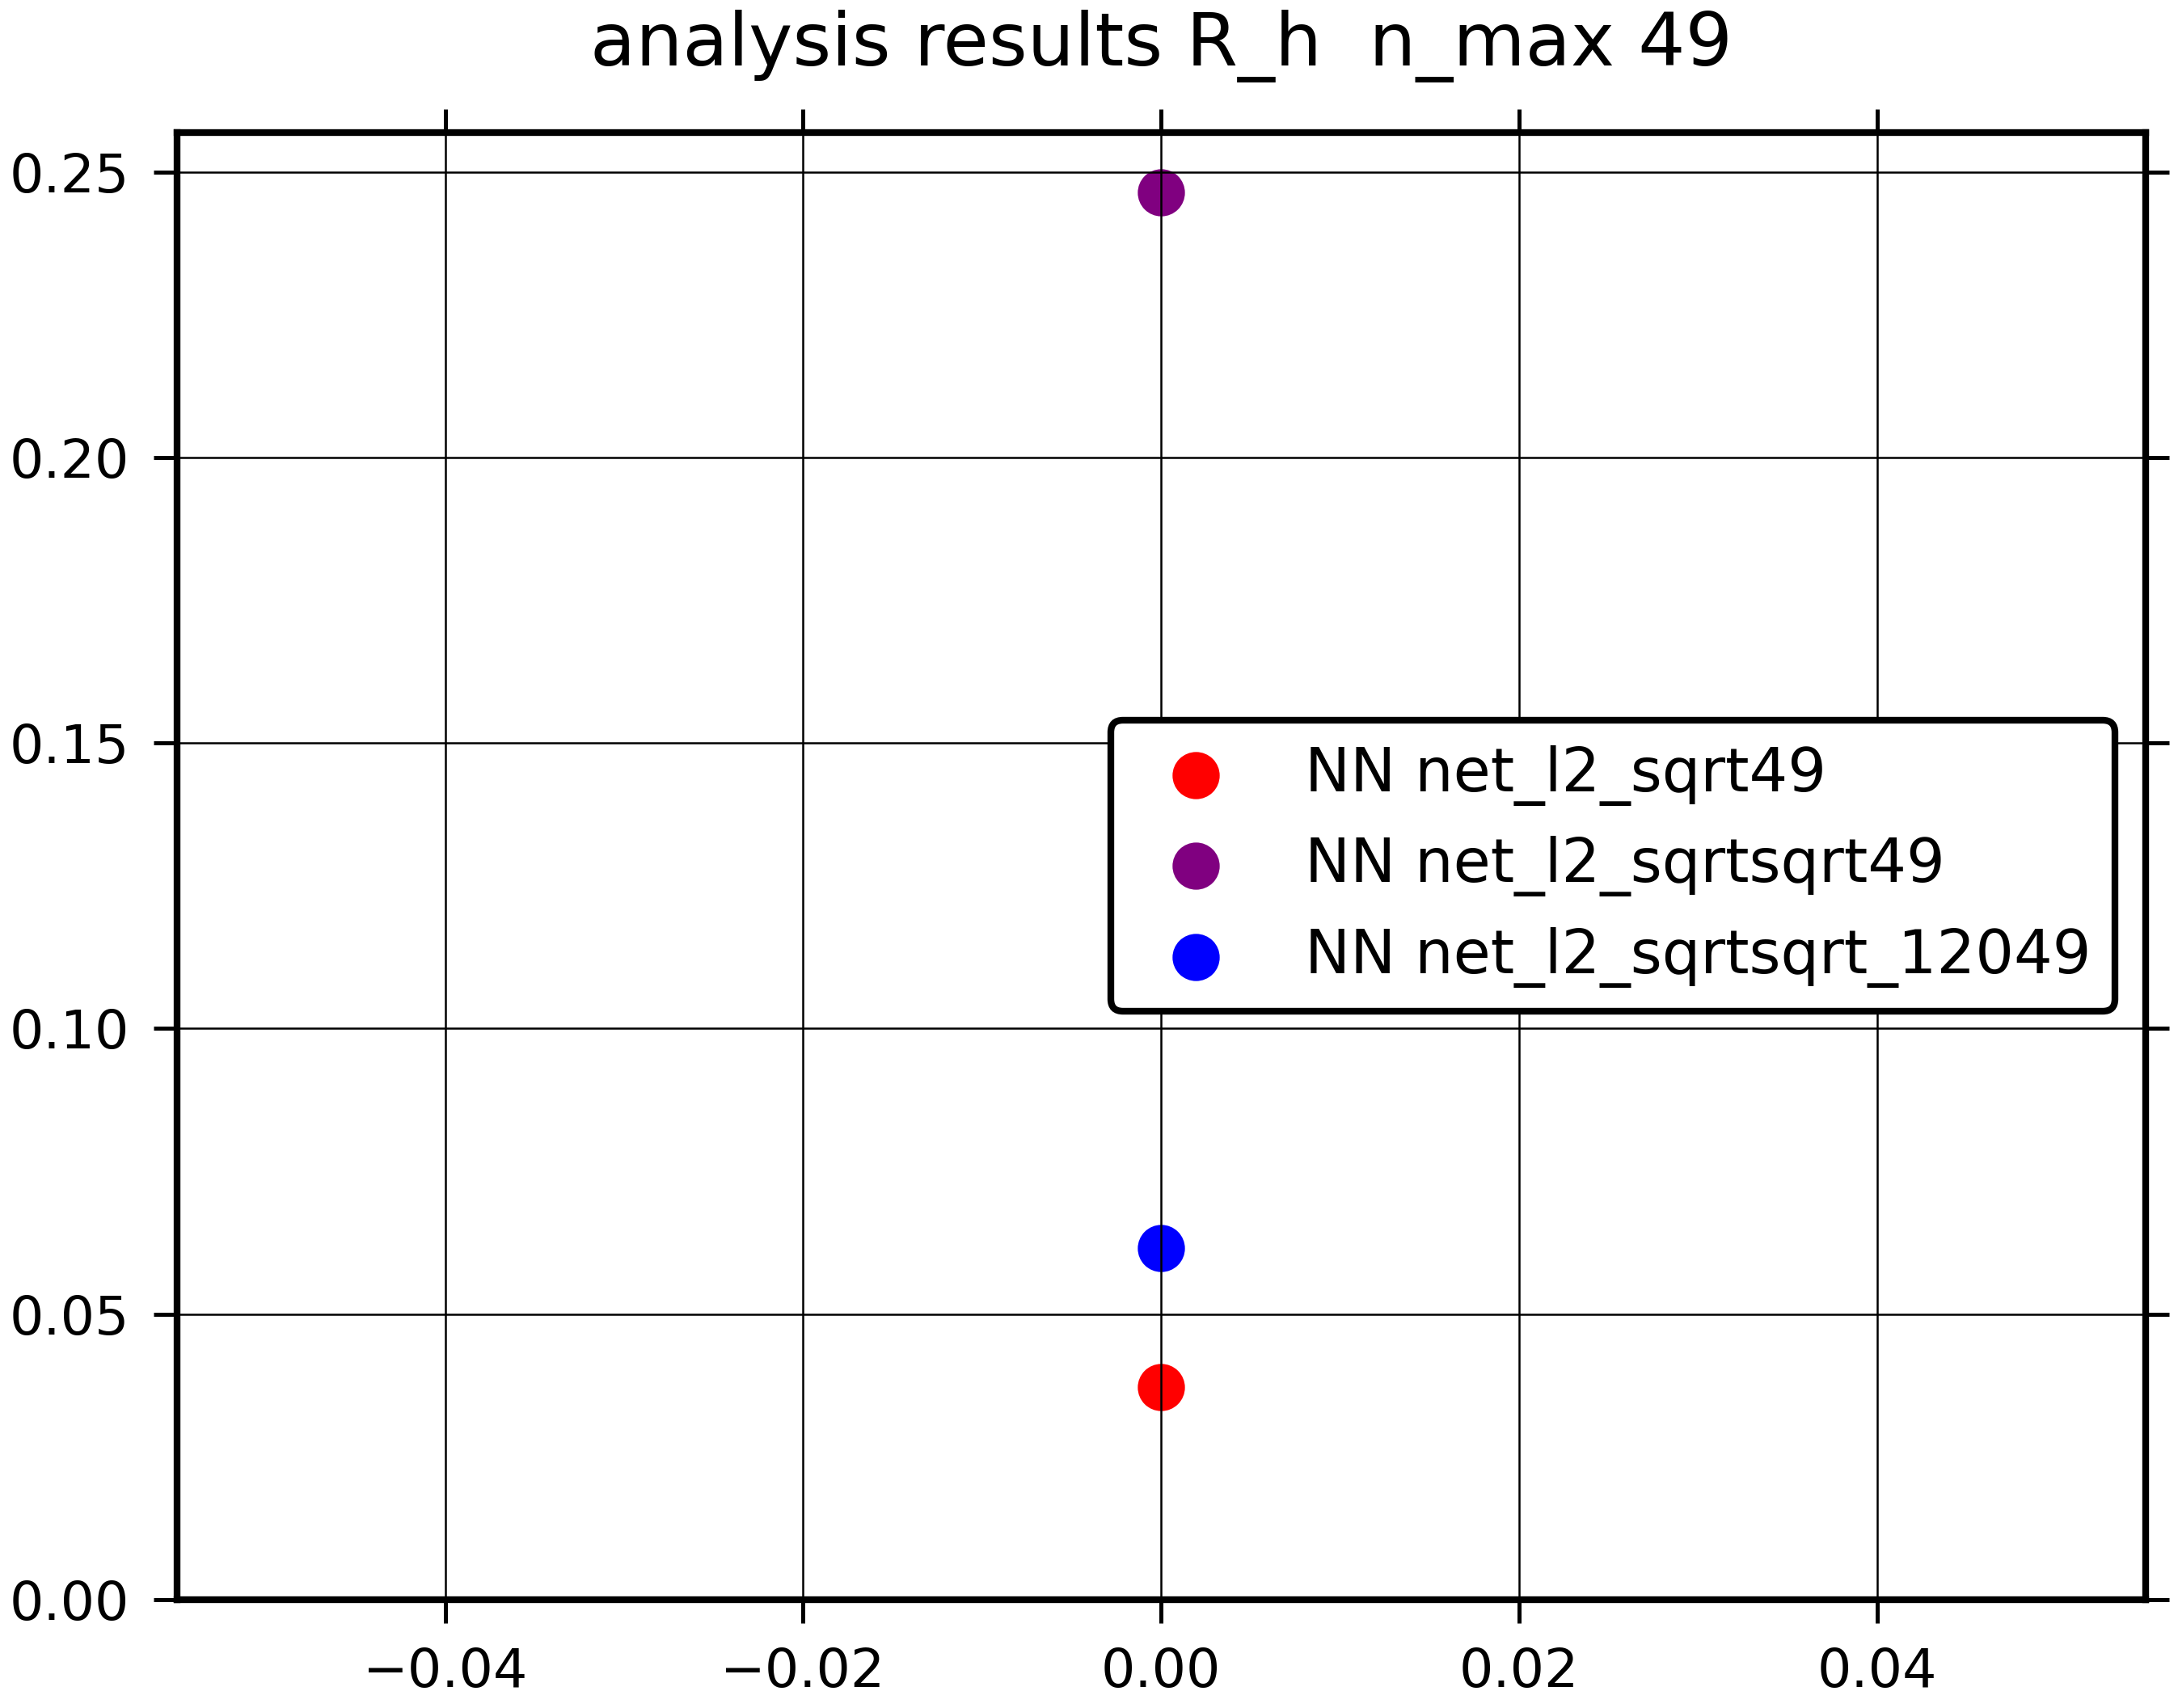 analysis results R_h  n_max 49
0.25
0.20
0.15
NN net_l2_sqrt49
NN net_l2_sqrtsqrt49
NN net_l2_sqrtsqrt_12049
0.10
0.05
0.00
−0.04 −0.02 0.00 0.02 0.04